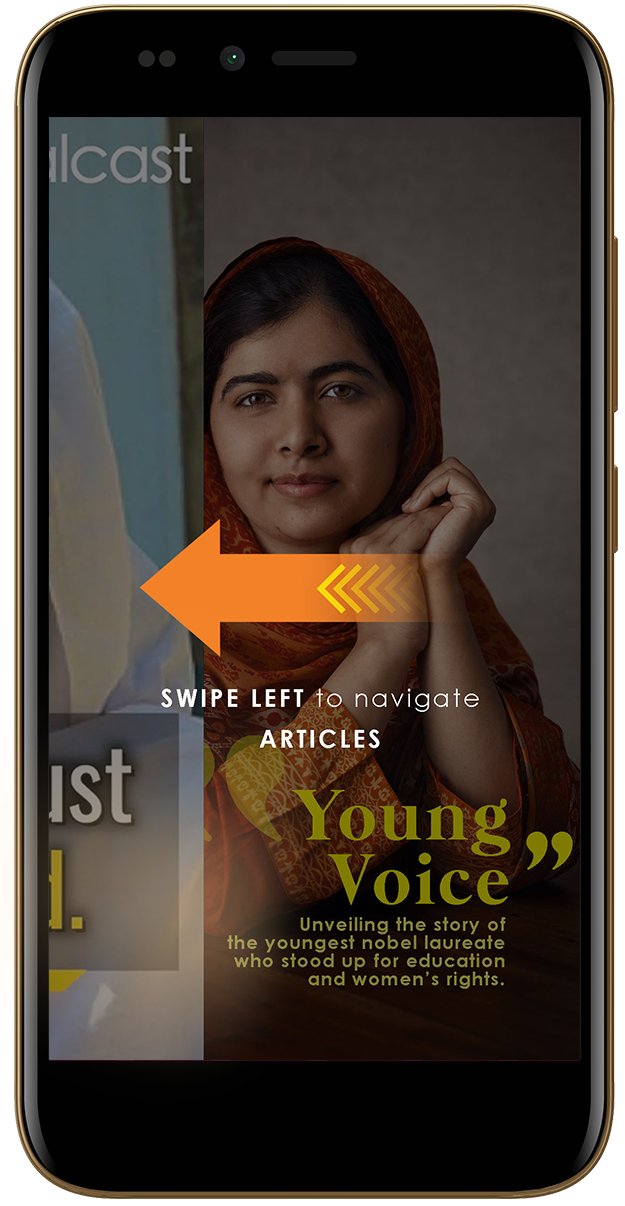 alcast
SWIPE LEFT to navigate
ARTICLES
ust
d.
Young
Voice”
Unveiling the story of
the youngest nobel laureate
who stood up for education
and women’s rights.